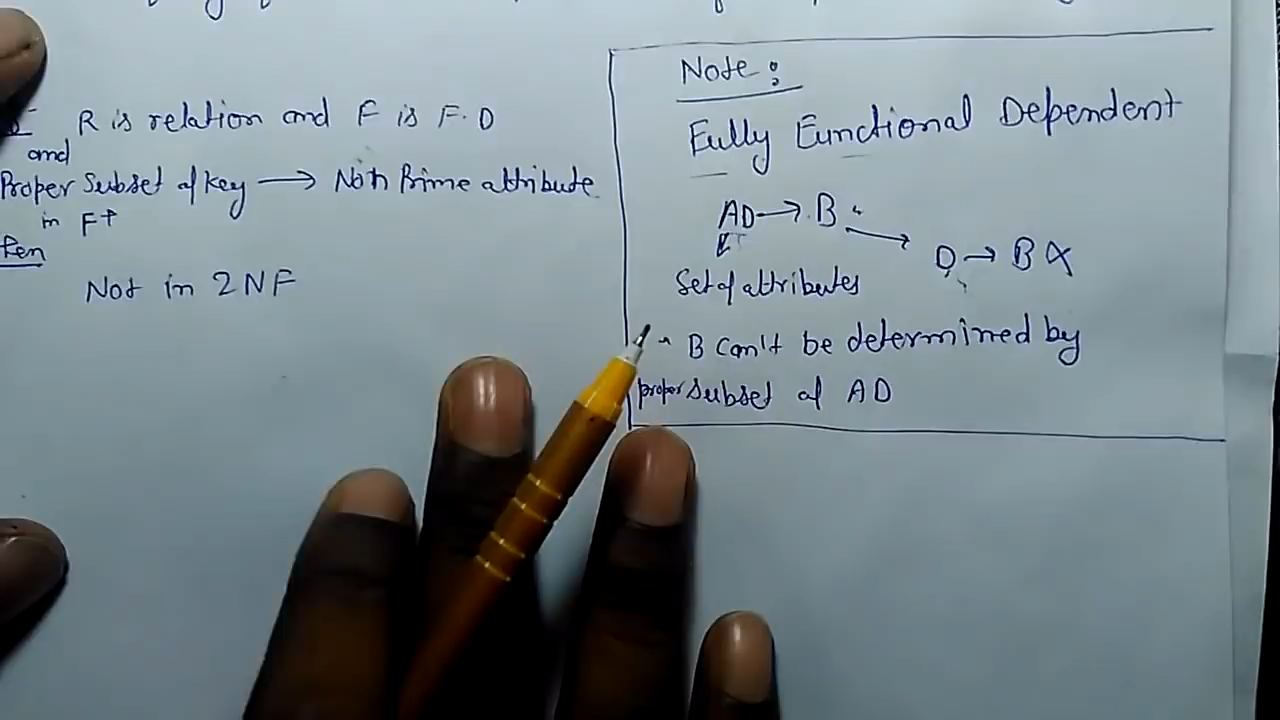 R is relation and F is F.D
and
Proper Subset of key → Non Prime attribute
in F+
Not in 2NF
Note :
Fully Functional Dependent
AD → B
D → B X
Set of attributes
B can't be determined by
proper subset of AD